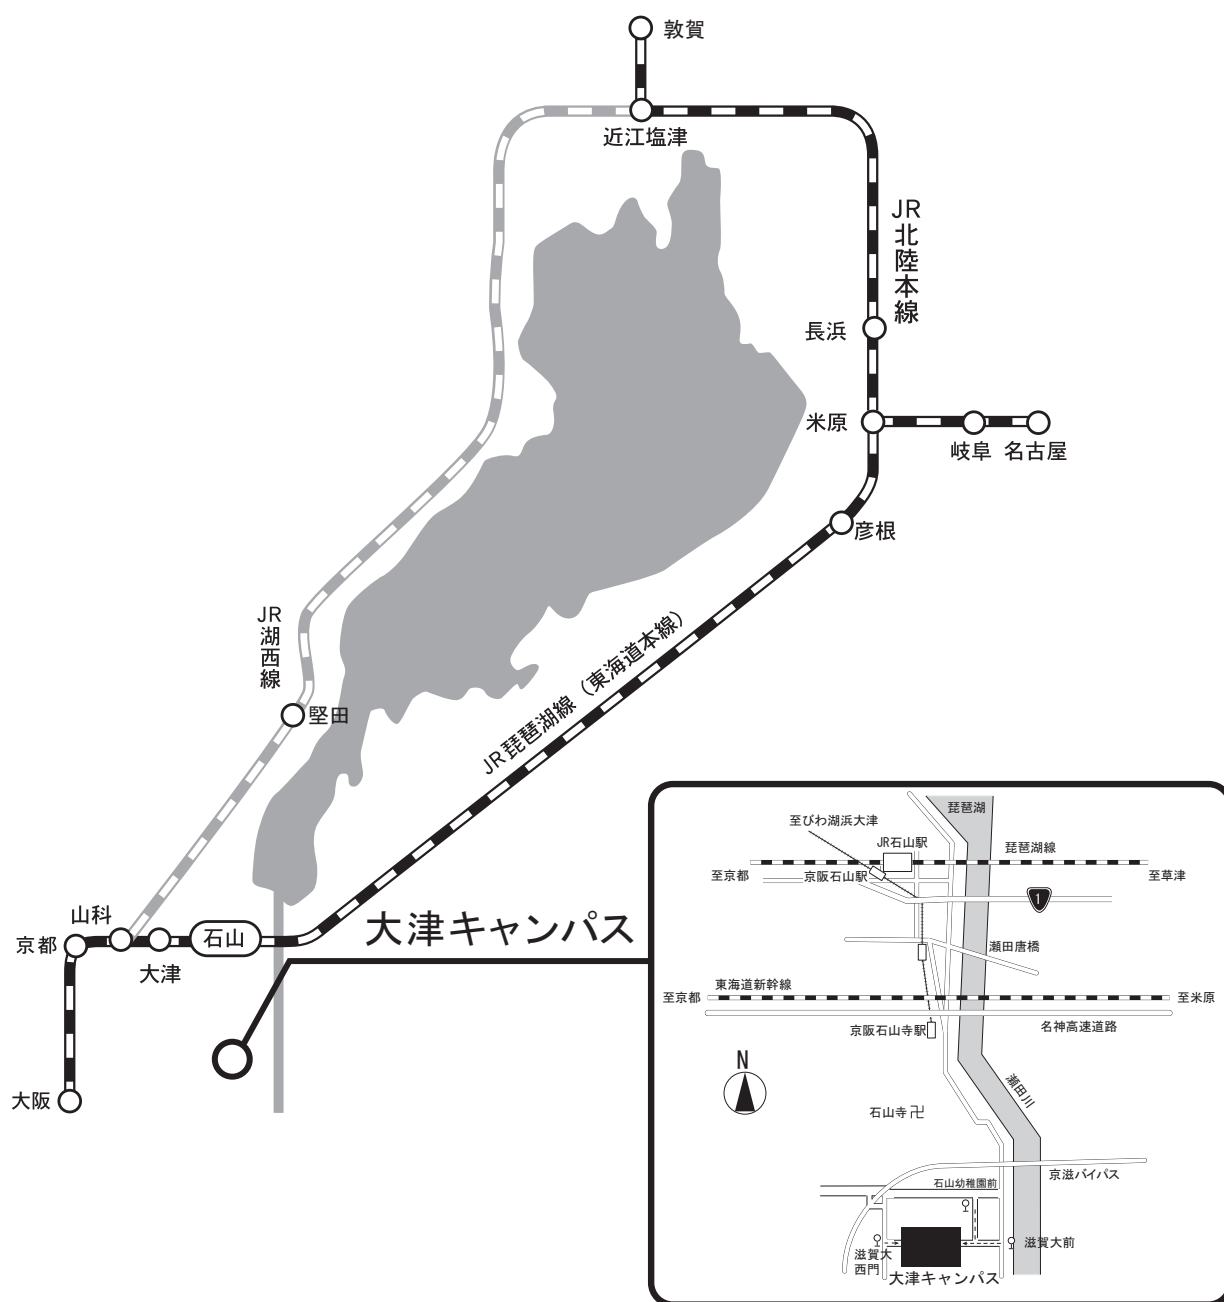 敦賀
近江塩津
JR北陸本線
長浜
米原
岐阜
名古屋
彦根
JR琵琶湖線（東海道本線）
JR湖西線
堅田
山科
京都
大津
石山
大阪
大津キャンパス
琵琶湖
至びわ湖浜大津
JR石山駅
琵琶湖線
至京都
京阪石山駅
至草津
1
瀬田唐橋
東海道新幹線
至京都
至米原
京阪石山寺駅
名神高速道路
N
瀬田川
石山寺卍
京滋バイパス
石山幼稚園前
滋賀大
西門
滋賀大前
大津キャンパス